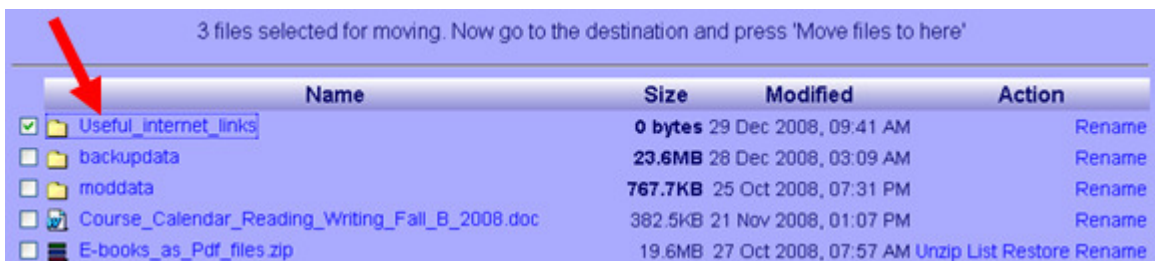 3 files selected for moving. Now go to the destination and press 'Move files to here'
Name Size Modified Action
Useful_internet_links 0 bytes 29 Dec 2008, 09:41 AM Rename
backupdata 23.6MB 28 Dec 2008, 03:09 AM Rename
moddata 767.7KB 25 Oct 2008, 07:31 PM Rename
Course_Calendar_Reading_Writing_Fall_B_2008.doc 382.5KB 21 Nov 2008, 01:07 PM Rename
E-books_as_Pdf_files.zip 19.6MB 27 Oct 2008, 07:57 AM Unzip List Restore Rename